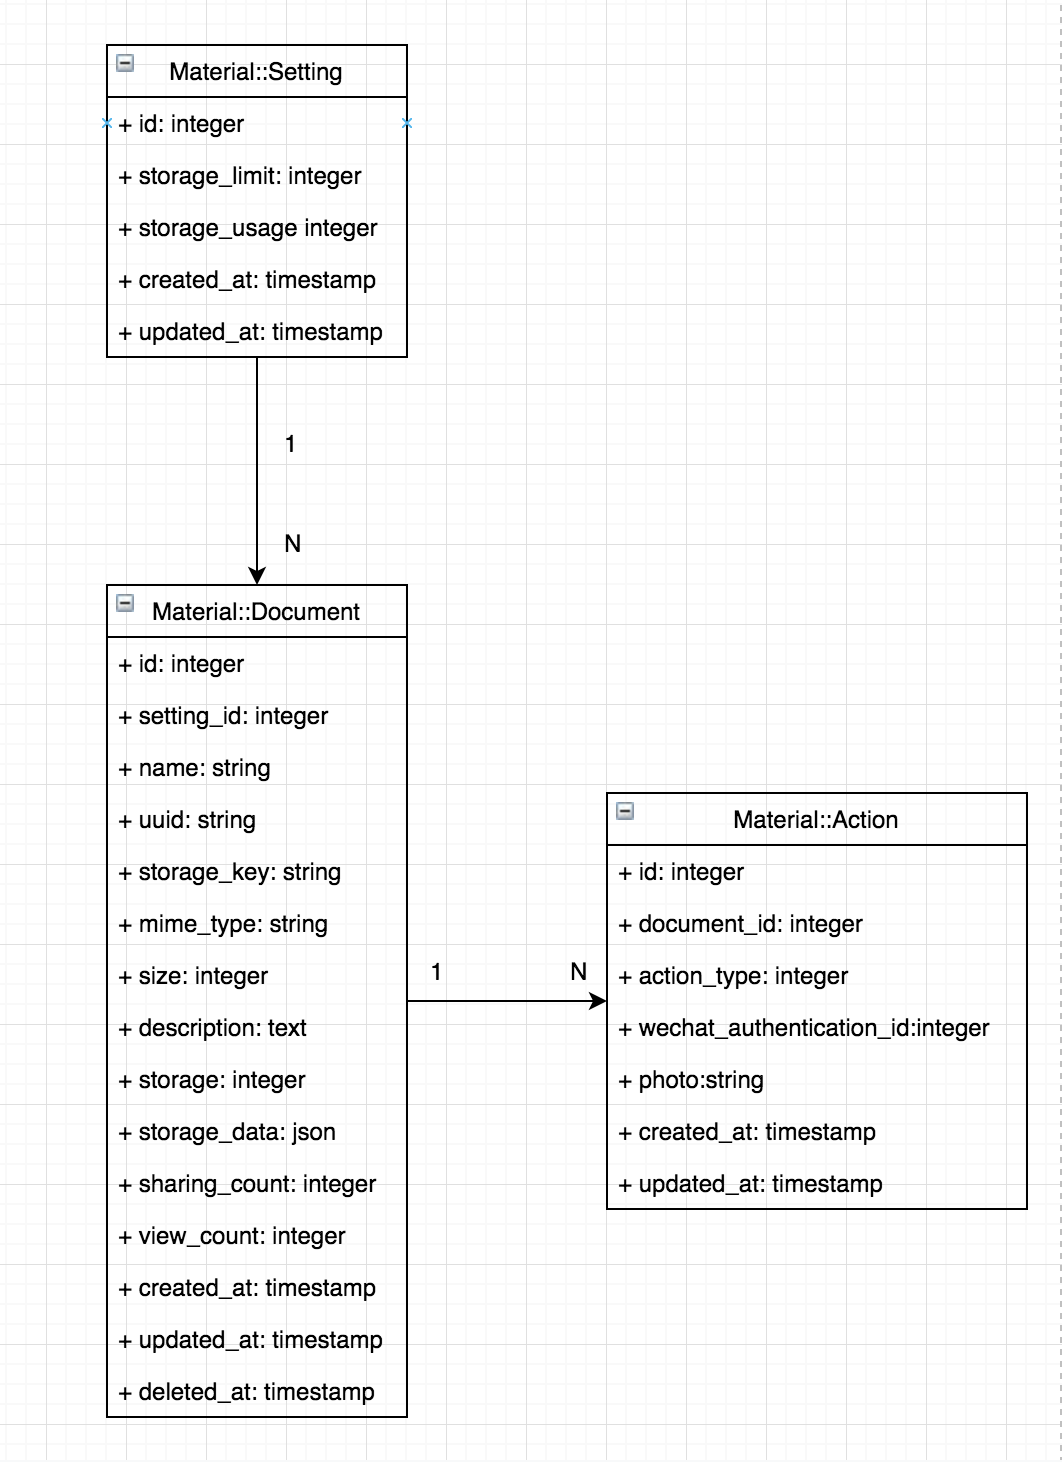 Material::Setting
+ id: integer
+ storage_limit: integer
+ storage_usage integer
+ created_at: timestamp
+ updated_at: timestamp
1
N
Material::Document
+ id: integer
+ setting_id: integer
+ name: string
+ uuid: string
+ storage_key: string
+ mime_type: string
+ size: integer
+ description: text
+ storage: integer
+ storage_data: json
+ sharing_count: integer
+ view_count: integer
+ created_at: timestamp
+ updated_at: timestamp
+ deleted_at: timestamp
1
N
Material::Action
+ id: integer
+ document_id: integer
+ action_type: integer
+ wechat_authentication_id:integer
+ photo:string
+ created_at: timestamp
+ updated_at: timestamp